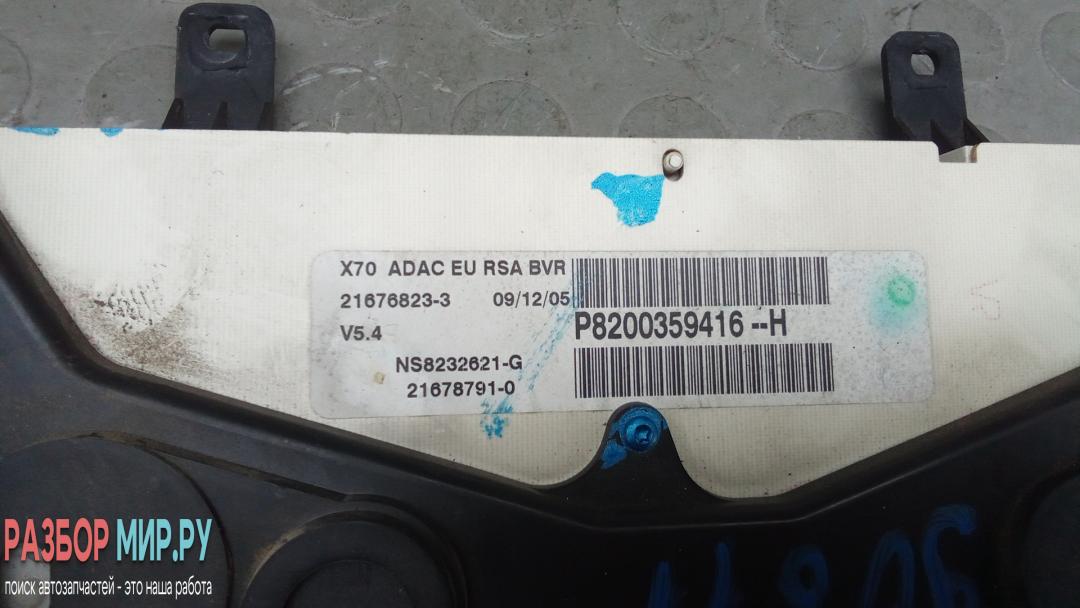 X70 ADAC EU RSA BVR
21676823-3 09/12/05
V5.4
P8200359416--H
NS8232621-G
21678791-0
РАЗБОР МИР.РУ
поиск автозапчастей - это наша работа